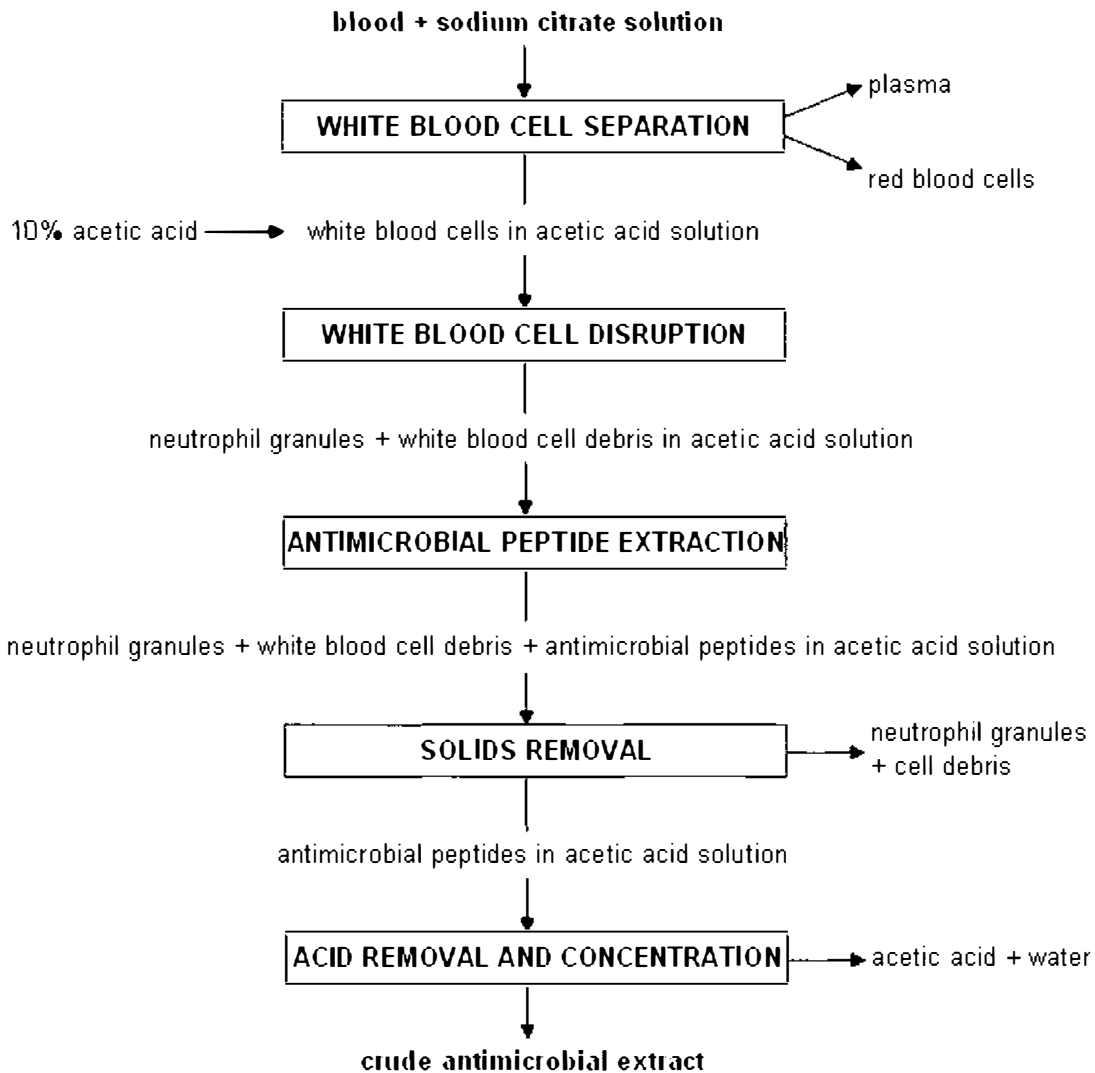 blood + sodium citrate solution
plasma
WHITE BLOOD CELL SEPARATION
red blood cells
10% acetic acid
white blood cells in acetic acid solution
WHITE BLOOD CELL DISRUPTION
neutrophil granules + white blood cell debris in acetic acid solution
ANTIMICROBIAL PEPTIDE EXTRACTION
neutrophil granules + white blood cell debris + antimicrobial peptides in acetic acid solution
SOLIDS REMOVAL
neutrophil granules
+ cell debris
antimicrobial peptides in acetic acid solution
ACID REMOVAL AND CONCENTRATION
acetic acid + water
crude antimicrobial extract